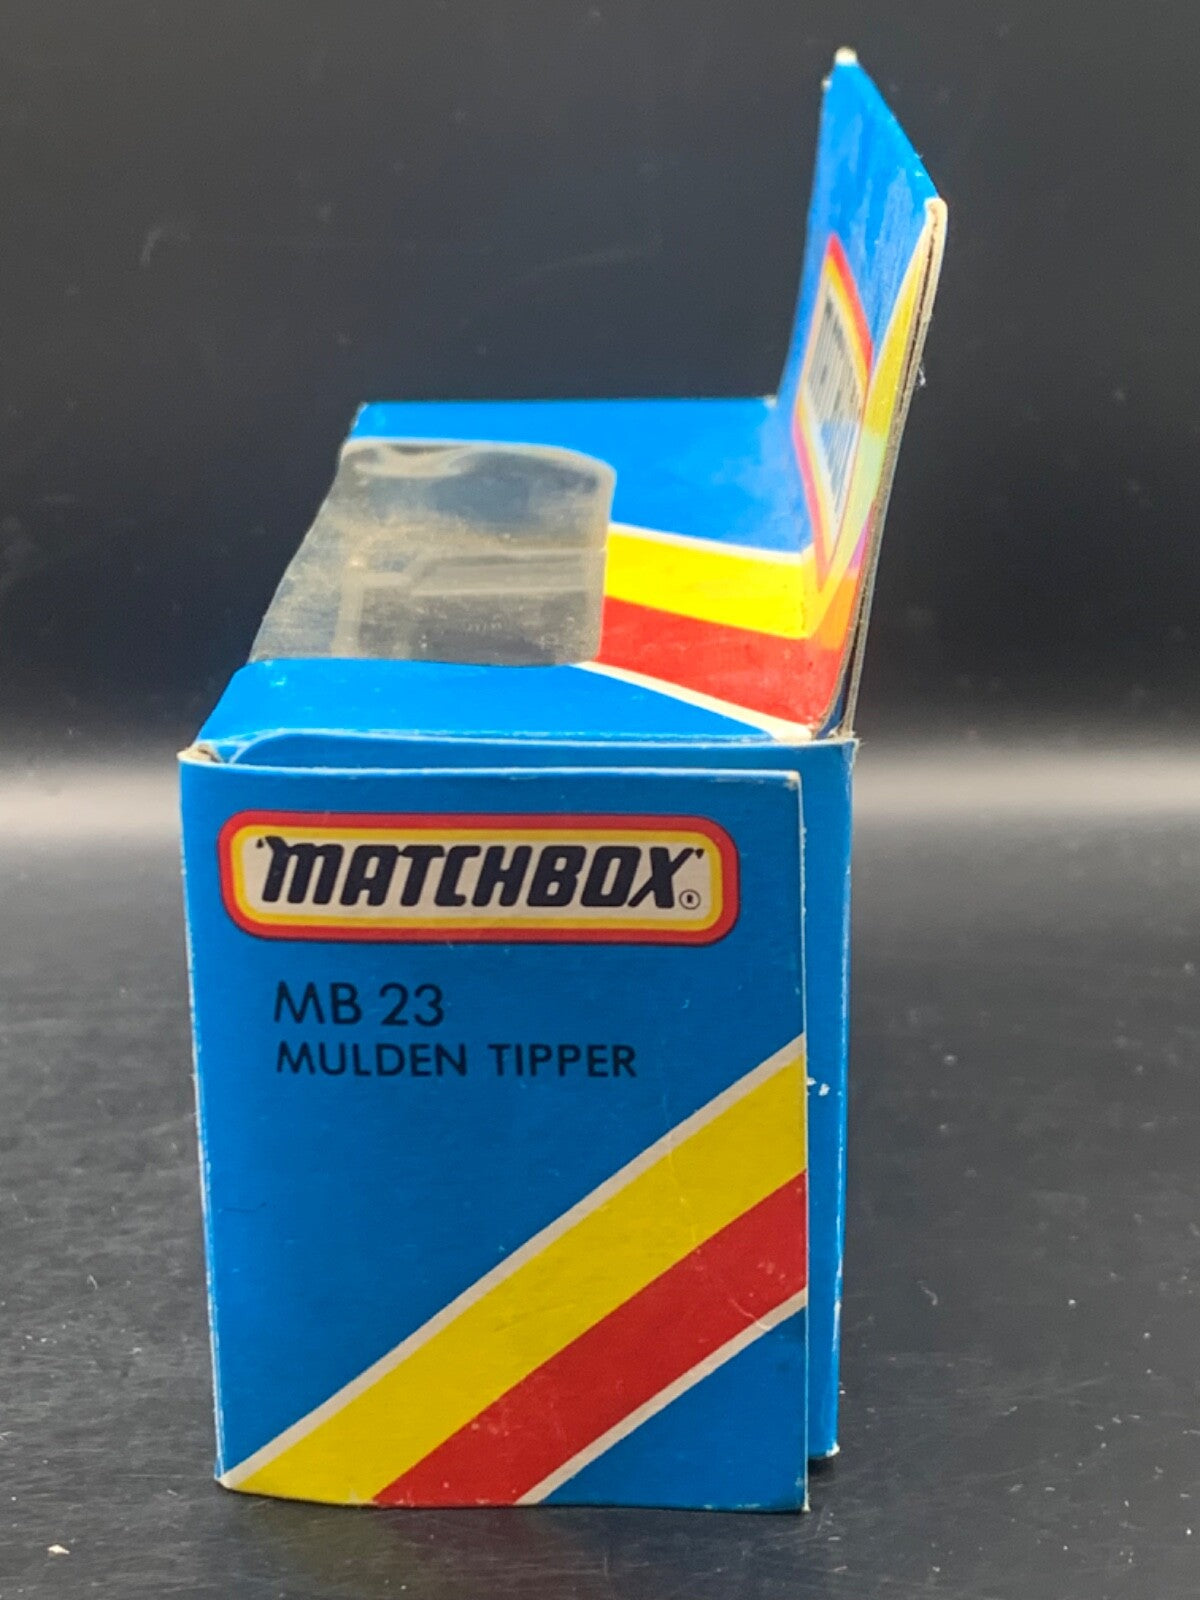 "MATCHBOX"®
MB 23
MULDEN TIPPER